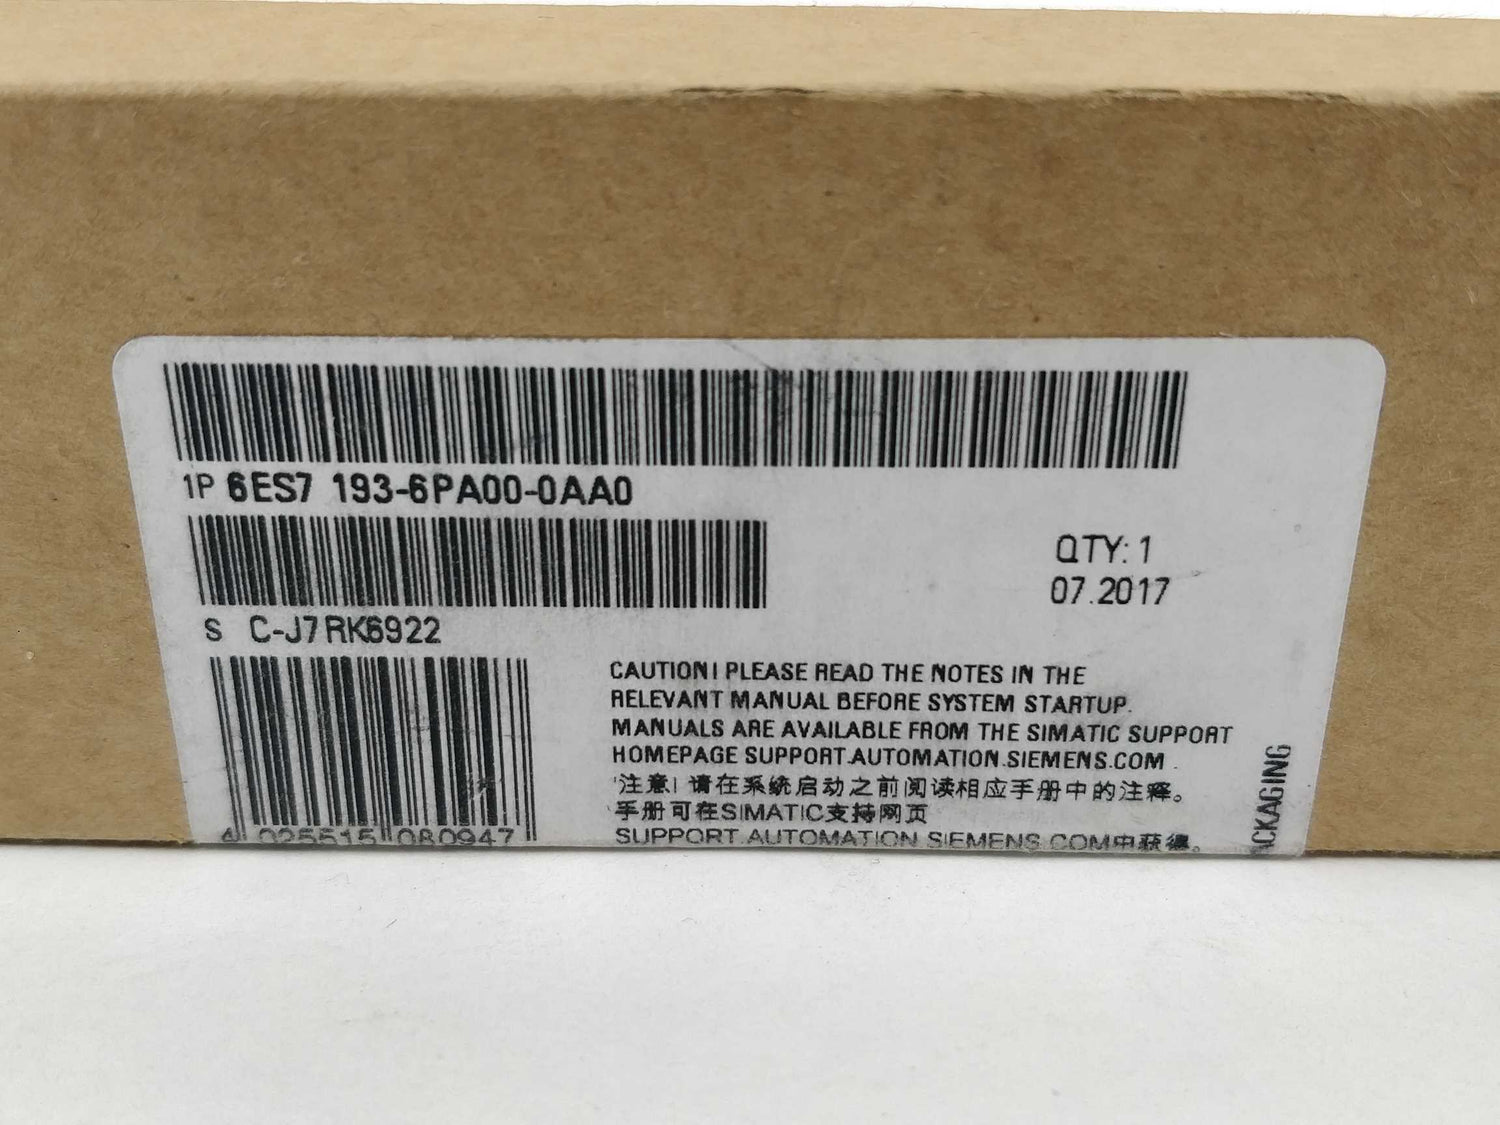 1P 6ES7 193-6PA00-0AA0
S C-J7RK6922
QTY: 1
07.2017
CAUTION! PLEASE READ THE NOTES IN THE
RELEVANT MANUAL BEFORE SYSTEM STARTUP.
MANUALS ARE AVAILABLE FROM THE SIMATIC SUPPORT
HOMEPAGE SUPPORT.AUTOMATION.SIEMENS.COM .
注意! 请在系统启动之前阅读相应手册中的注释。
手册可在SIMATIC支持网页
SUPPORT.AUTOMATION.SIEMENS.COM中获得。
4 025515 080947
ACKAGING